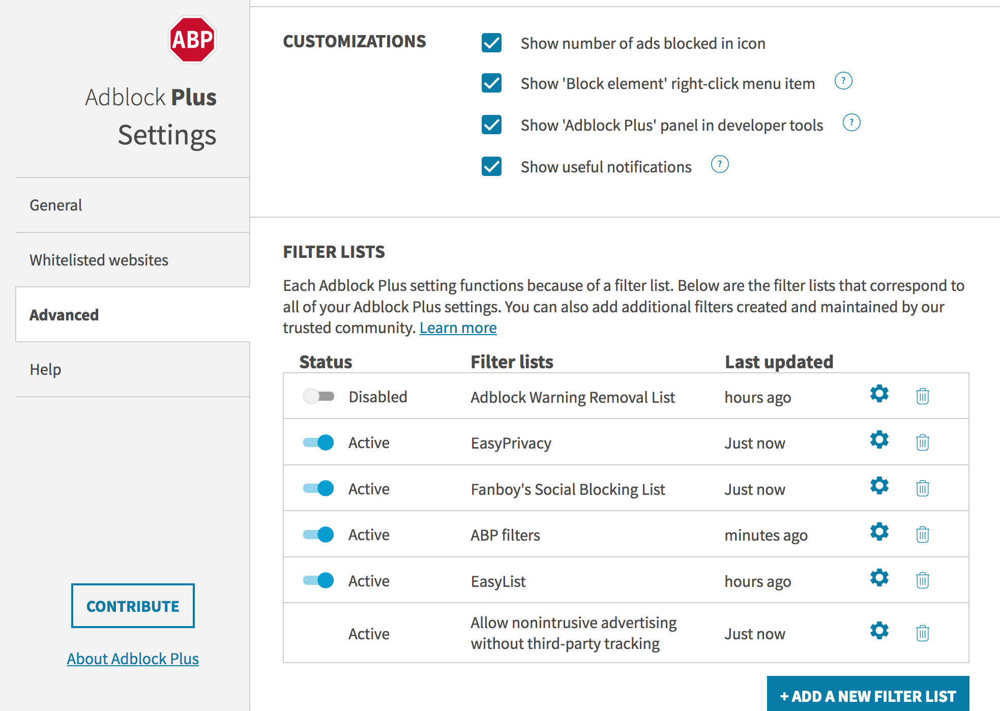 ABP
Adblock Plus
Settings
General
Whitelisted websites
Advanced
Help
CONTRIBUTE
About Adblock Plus
CUSTOMIZATIONS
Show number of ads blocked in icon
Show 'Block element' right-click menu item ?
Show 'Adblock Plus' panel in developer tools ?
Show useful notifications ?
FILTER LISTS
Each Adblock Plus setting functions because of a filter list. Below are the filter lists that correspond to
all of your Adblock Plus settings. You can also add additional filters created and maintained by our
trusted community. Learn more
Status Filter lists Last updated
Disabled Adblock Warning Removal List hours ago
Active EasyPrivacy Just now
Active Fanboy's Social Blocking List Just now
Active ABP filters minutes ago
Active EasyList hours ago
Active Allow nonintrusive advertising
without third-party tracking Just now
+ ADD A NEW FILTER LIST